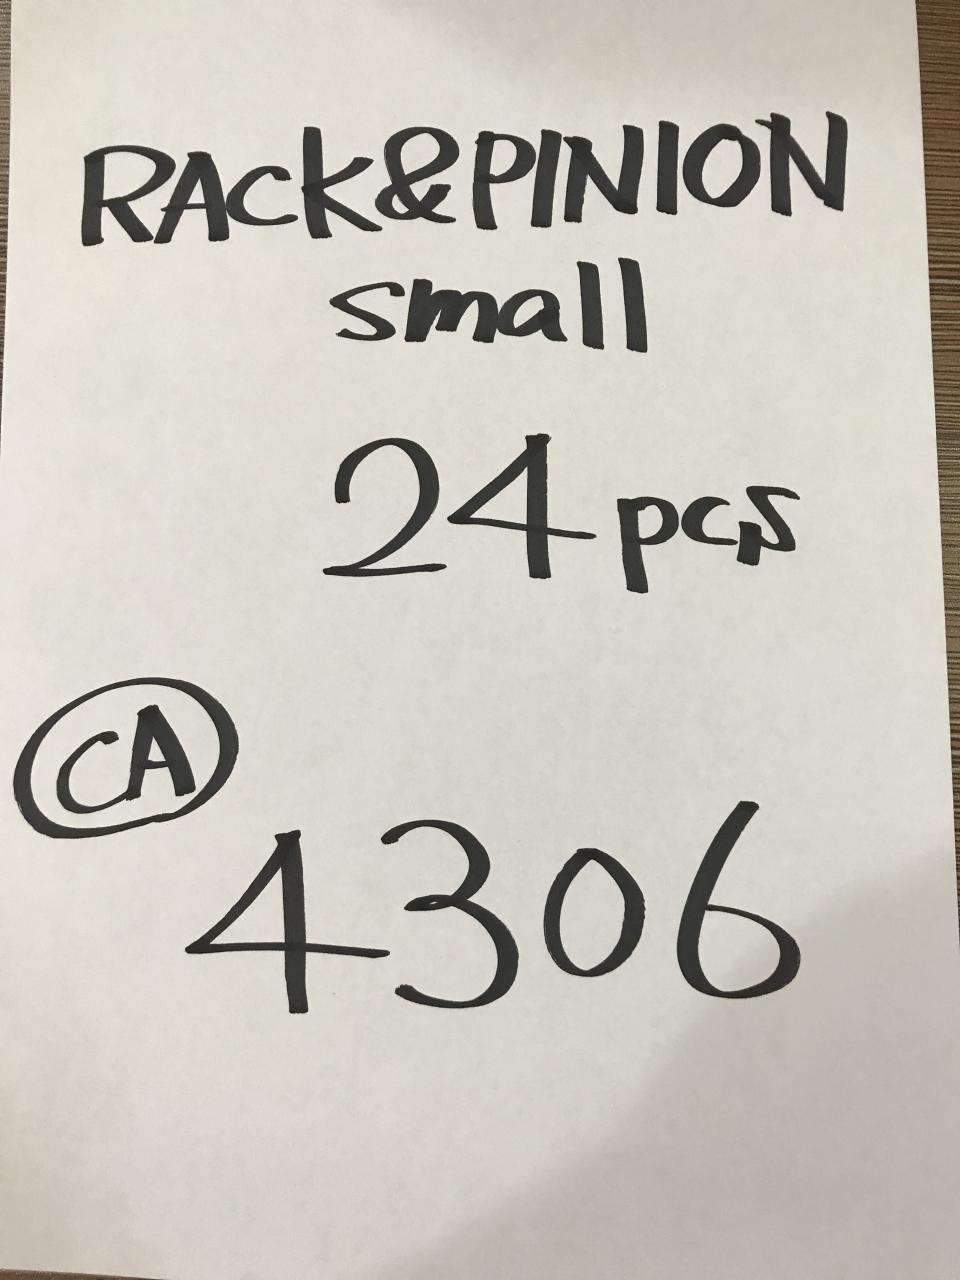 RACK&PINION
small
24 pcs
CA
4306